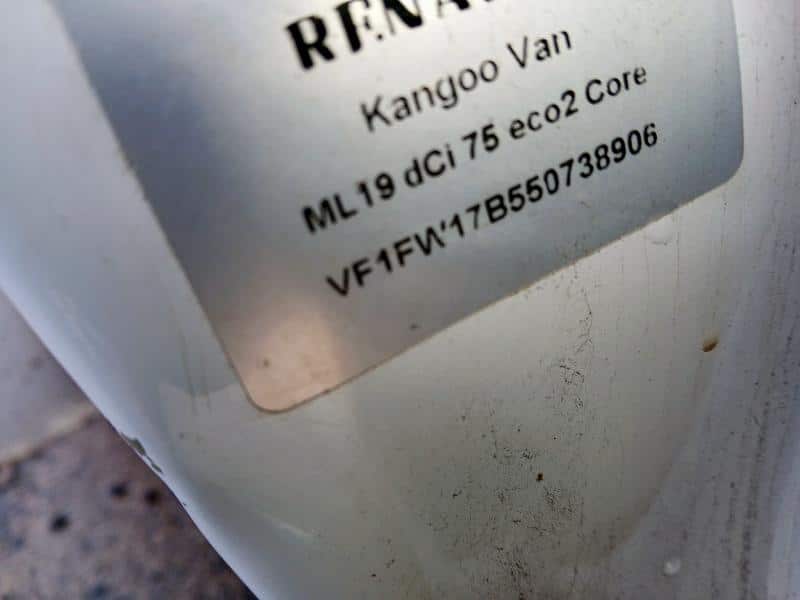 RENA
Kangoo Van
ML19 dCi 75 eco2 Core
VF1FW17B550738906